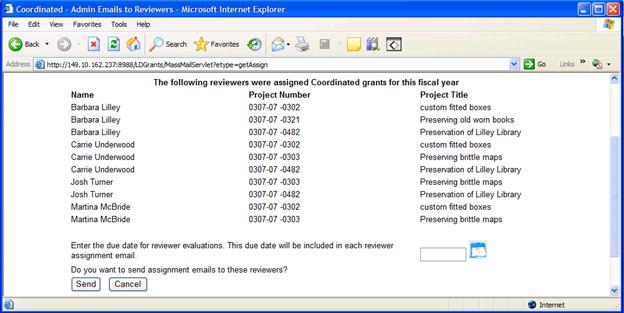 Coordinated - Admin Emails to Reviewers - Microsoft Internet Explorer
File Edit View Favorites Tools Help
Back Search Favorites
Address http://149.10.162.237:8988/LDGrants/MassMailServlet?etype=getAssign Go Links »
The following reviewers were assigned Coordinated grants for this fiscal year
Name Project Number Project Title
Barbara Lilley 0307-07 -0302 custom fitted boxes
Barbara Lilley 0307-07 -0321 Preserving old worn books
Barbara Lilley 0307-07 -0482 Preservation of Lilley Library
Carrie Underwood 0307-07 -0302 custom fitted boxes
Carrie Underwood 0307-07 -0303 Preserving brittle maps
Carrie Underwood 0307-07 -0482 Preservation of Lilley Library
Josh Turner 0307-07 -0303 Preserving brittle maps
Josh Turner 0307-07 -0482 Preservation of Lilley Library
Martina McBride 0307-07 -0302 custom fitted boxes
Martina McBride 0307-07 -0303 Preserving brittle maps
Enter the due date for reviewer evaluations. This due date will be included in each reviewer
assignment email.
Do you want to send assignment emails to these reviewers?
Send Cancel
Internet